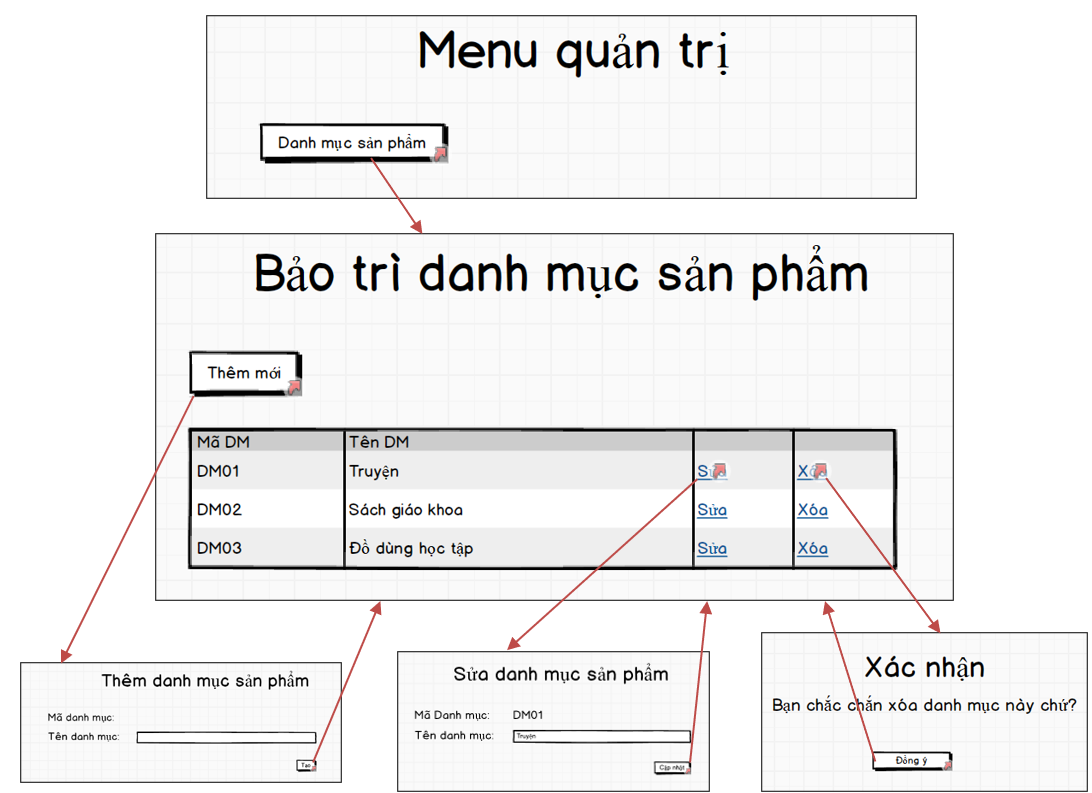 Menu quản trị
Danh mục sản phẩm
Bảo trì danh mục sản phẩm
Thêm mới
Mã DM Tên DM
DM01 Truyện Sửa Xóa
DM02 Sách giáo khoa Sửa Xóa
DM03 Đồ dùng học tập Sửa Xóa
Thêm danh mục sản phẩm
Mã danh mục:
Tên danh mục:
Tạo
Sửa danh mục sản phẩm
Mã Danh mục: DM01
Tên danh mục: Truyện
Cập nhật
Xác nhận
Bạn chắc chắn xóa danh mục này chứ?
Đồng ý